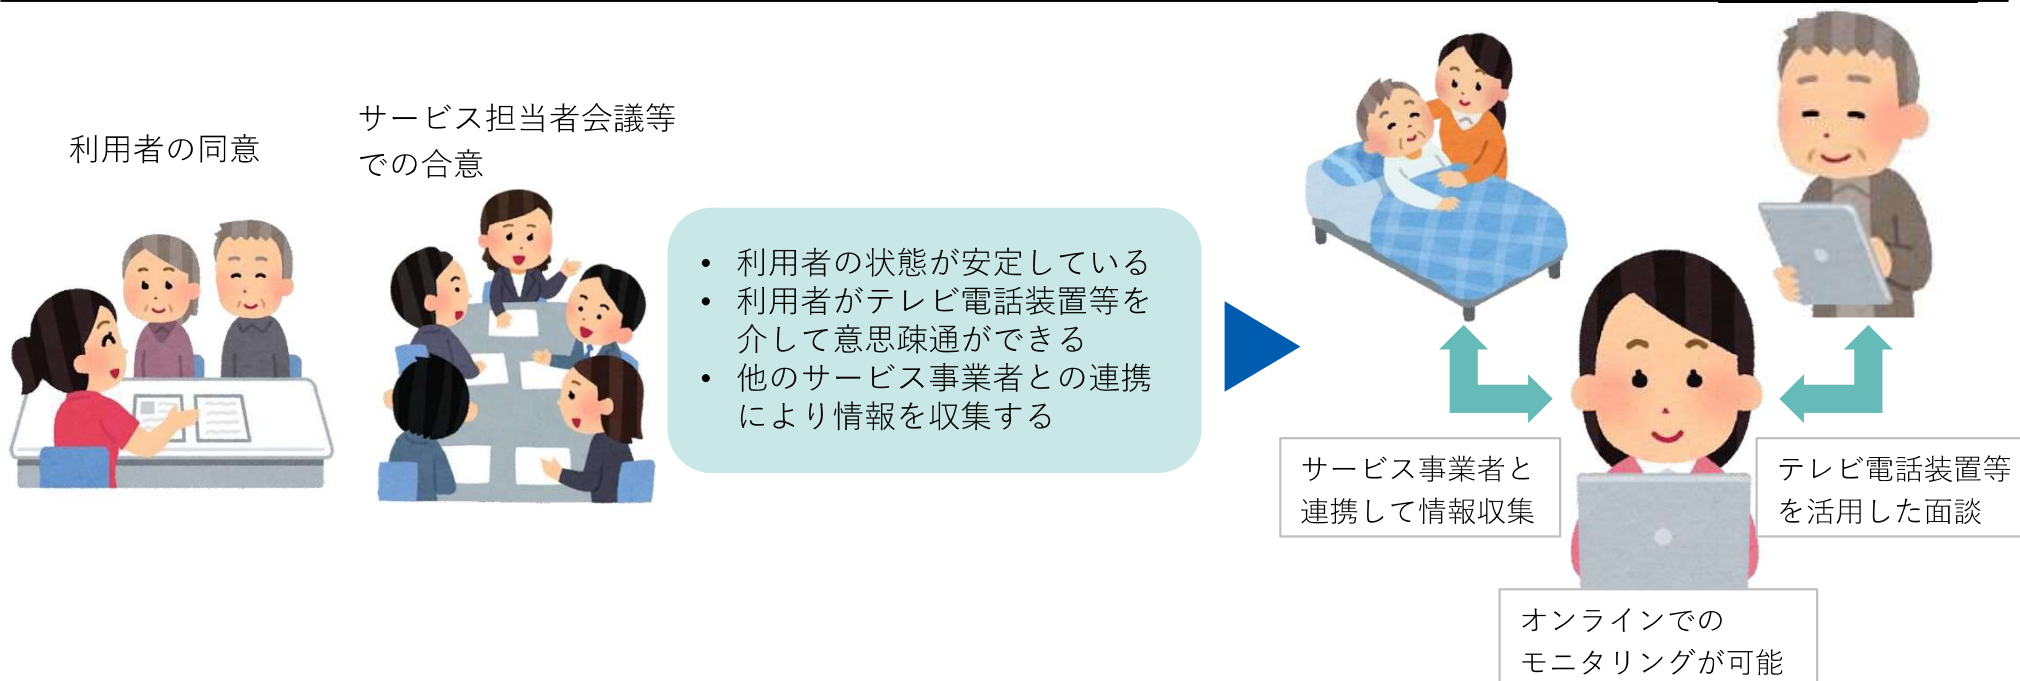 利用者の同意
サービス担当者会議等
での合意
• 利用者の状態が安定している
• 利用者がテレビ電話装置等を
介して意思疎通ができる
• 他のサービス事業者との連携
により情報を収集する
サービス事業者と
連携して情報収集
テレビ電話装置等
を活用した面談
オンラインでの
モニタリングが可能